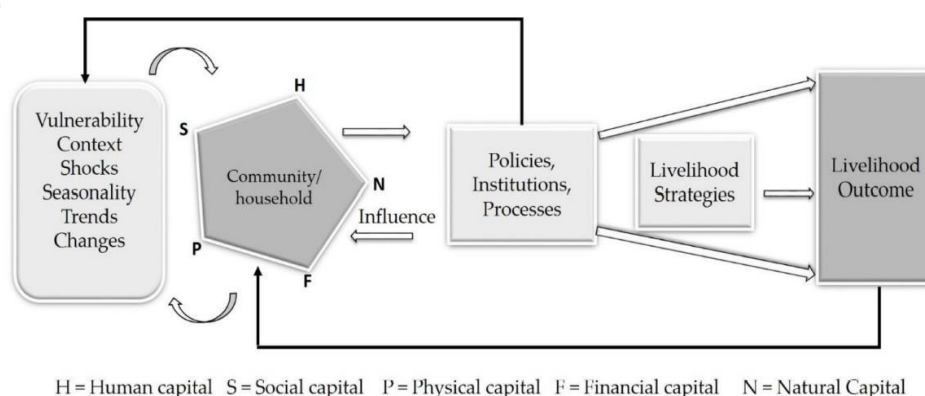 Vulnerability
Context
Shocks
Seasonality
Trends
Changes
H
S
Community/
household
N
P
F
Influence
Policies,
Institutions,
Processes
Livelihood
Strategies
Livelihood
Outcome
H = Human capital S = Social capital P = Physical capital F = Financial capital N = Natural Capital